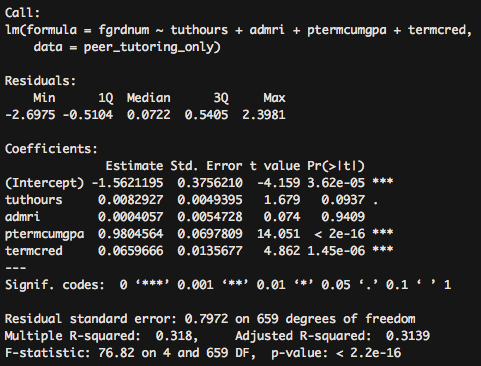 Call:
lm(formula = fgrdnum ~ tuthours + admri + ptermcumgpa + termcred,
    data = peer_tutoring_only)

Residuals:
    Min      1Q  Median      3Q     Max
-2.6975 -0.5104  0.0722  0.5405  2.3981

Coefficients:
              Estimate Std. Error t value Pr(>|t|)
(Intercept) -1.5621195  0.3756210  -4.159 3.62e-05 ***
tuthours     0.0082927  0.0049395   1.679   0.0937 .
admri        0.0004057  0.0054728   0.074   0.9409
ptermcumgpa  0.9804564  0.0697809  14.051  < 2e-16 ***
termcred     0.0659666  0.0135677   4.862 1.45e-06 ***
---
Signif. codes:  0 ‘***’ 0.001 ‘**’ 0.01 ‘*’ 0.05 ‘.’ 0.1 ‘ ’ 1

Residual standard error: 0.7972 on 659 degrees of freedom
Multiple R-squared:  0.318,     Adjusted R-squared:  0.3139
F-statistic: 76.82 on 4 and 659 DF,  p-value: < 2.2e-16